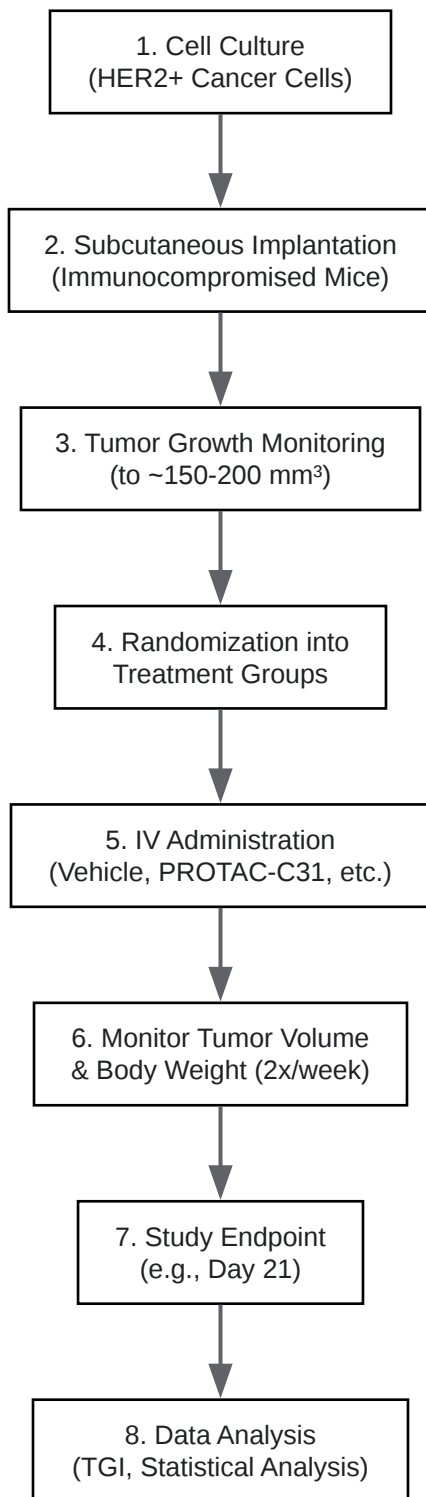 1. Cell Culture
(HER2+ Cancer Cells)
2. Subcutaneous Implantation
(Immunocompromised Mice)
3. Tumor Growth Monitoring
(to ~150-200 mm³)
4. Randomization into
Treatment Groups
5. IV Administration
(Vehicle, PROTAC-C31, etc.)
6. Monitor Tumor Volume
& Body Weight (2x/week)
7. Study Endpoint
(e.g., Day 21)
8. Data Analysis
(TGI, Statistical Analysis)